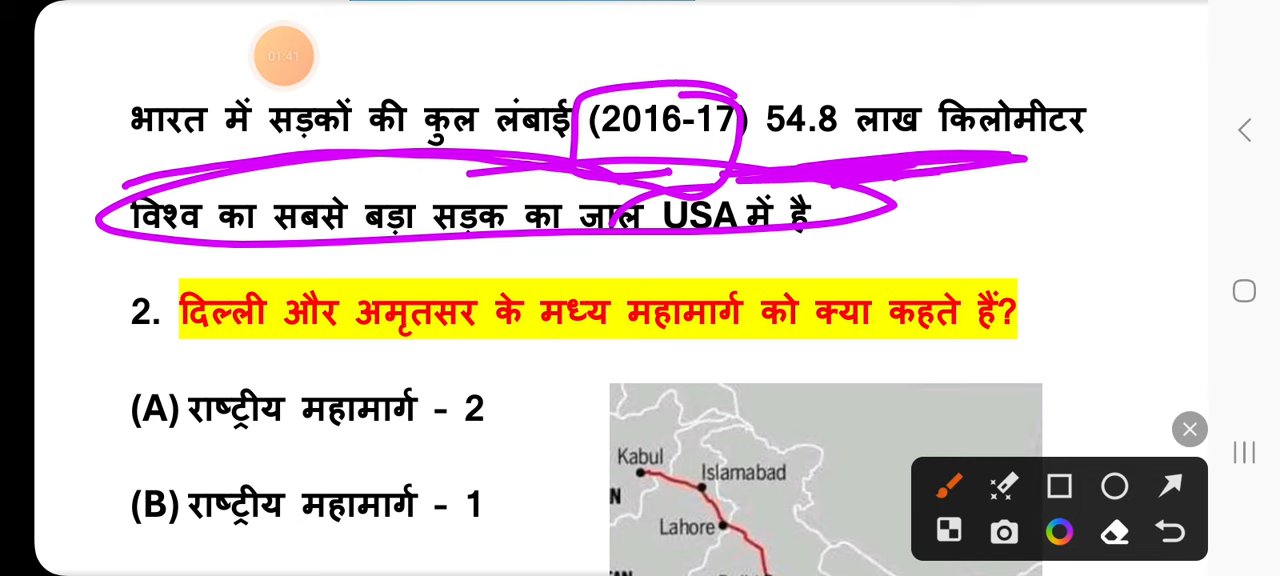 01:41
भारत में सड़कों की कुल लंबाई (2016-17) 54.8 लाख किलोमीटर
विश्व का सबसे बड़ा सड़क का जाल USA में है
2. दिल्ली और अमृतसर के मध्य महामार्ग को क्या कहते हैं?
(A) राष्ट्रीय महामार्ग - 2
(B) राष्ट्रीय महामार्ग - 1
Kabul
Islamabad
N
Lahore